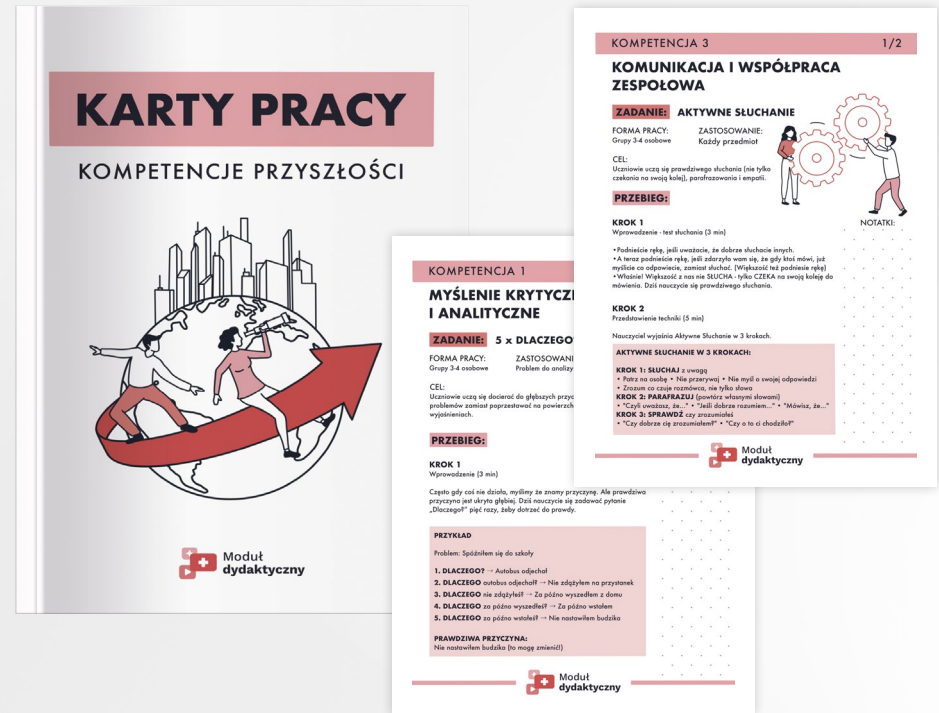 KARTY PRACY
KOMPETENCJE PRZYSZŁOŚCI
Moduł
dydaktyczny
KOMPETENCJA 1
MYŚLENIE
I ANALITYCZNE
ZADANIE: 5 x DLACZEGO
FORMA PRACY:
Grupy 3-4 osobowe
Problem do analizy
CEL:
Uczniowie uczą się docierać do głębszych
problemów zamiast poprzestawać na
wyjaśnieniach.
PRZEBIEG:
KROK 1
Wprowadzenie (3 min)
Często gdy coś nie działa, myślimy że znamy przyczynę. Ale prawdziwa
przyczyna jest ukryta głębiej. Dziś nauczycie się zadawać pytanie
„Dlaczego?" pięć razy, żeby dotrzeć do prawdy.
PRZYKŁAD
Problem: Spóźniłem się do szkoły
1. DLACZEGO? → Autobus odjechał
2. DLACZEGO autobus odjechał? → Nie zdążyłem na przystanek
3. DLACZEGO nie zdążyłeś? → Za późno wyszedłem z domu
4. DLACZEGO za późno wyszedłeś? → Za późno wstałem
5. DLACZEGO za późno wstałeś? → Nie nastawiłem budzika
PRAWDZIWA PRZYCZYNA:
Nie nastawiłem budzika (to mogę zmienić!)
Moduł
dydaktyczny
KOMPETENCJA 3 1/2
KOMUNIKACJA I WSPÓŁPRACA
ZESPOŁOWA
ZADANIE: AKTYWNE SŁUCHANIE
FORMA PRACY: ZASTOSOWANIE:
Grupy 3-4 osobowe Każdy przedmiot
CEL:
Uczniowie uczą się prawdziwego słuchania (nie tylko
czekania na swoją kolej), parafrazowania i empatii.
PRZEBIEG:
NOTATKI:
KROK 1
Wprowadzenie - test słuchania (3 min)
•Podnieście rękę, jeśli uważacie, że dobrze słuchacie innych.
•A teraz podnieście rękę, jeśli zdarzyło wam się, że gdy ktoś mówi, już
myślicie co odpowiecie, zamiast słuchać. [Większość też podniesie rękę)
•Właśnie! Większość z nas nie SŁUCHA - tylko CZEKA na swoją kolej do
mówienia. Dziś nauczycie się prawdziwego słuchania.
KROK 2
Przedstawienie techniki (5 min)
Nauczyciel wyjaśnia Aktywne Słuchanie w 3 krokach.
AKTYWNE SŁUCHANIE W 3 KROKACH:
KROK 1: SŁUCHAJ z uwagą
• Patrz na osobę • Nie przerywaj • Nie myśl o swojej odpowiedzi
• Zrozum co czuje rozmówca, nie tylko słowa
KROK 2: PARAFRAZUJ (powtórz własnymi słowami)
• "Czyli uważasz, że..." • "Jeśli dobrze rozumiem..." • "Mówisz, że..."
KROK 3: SPRAWDŹ czy zrozumiałeś
• "Czy dobrze cię zrozumiałem?" • "Czy o to ci chodziło?"
Moduł
dydaktyczny